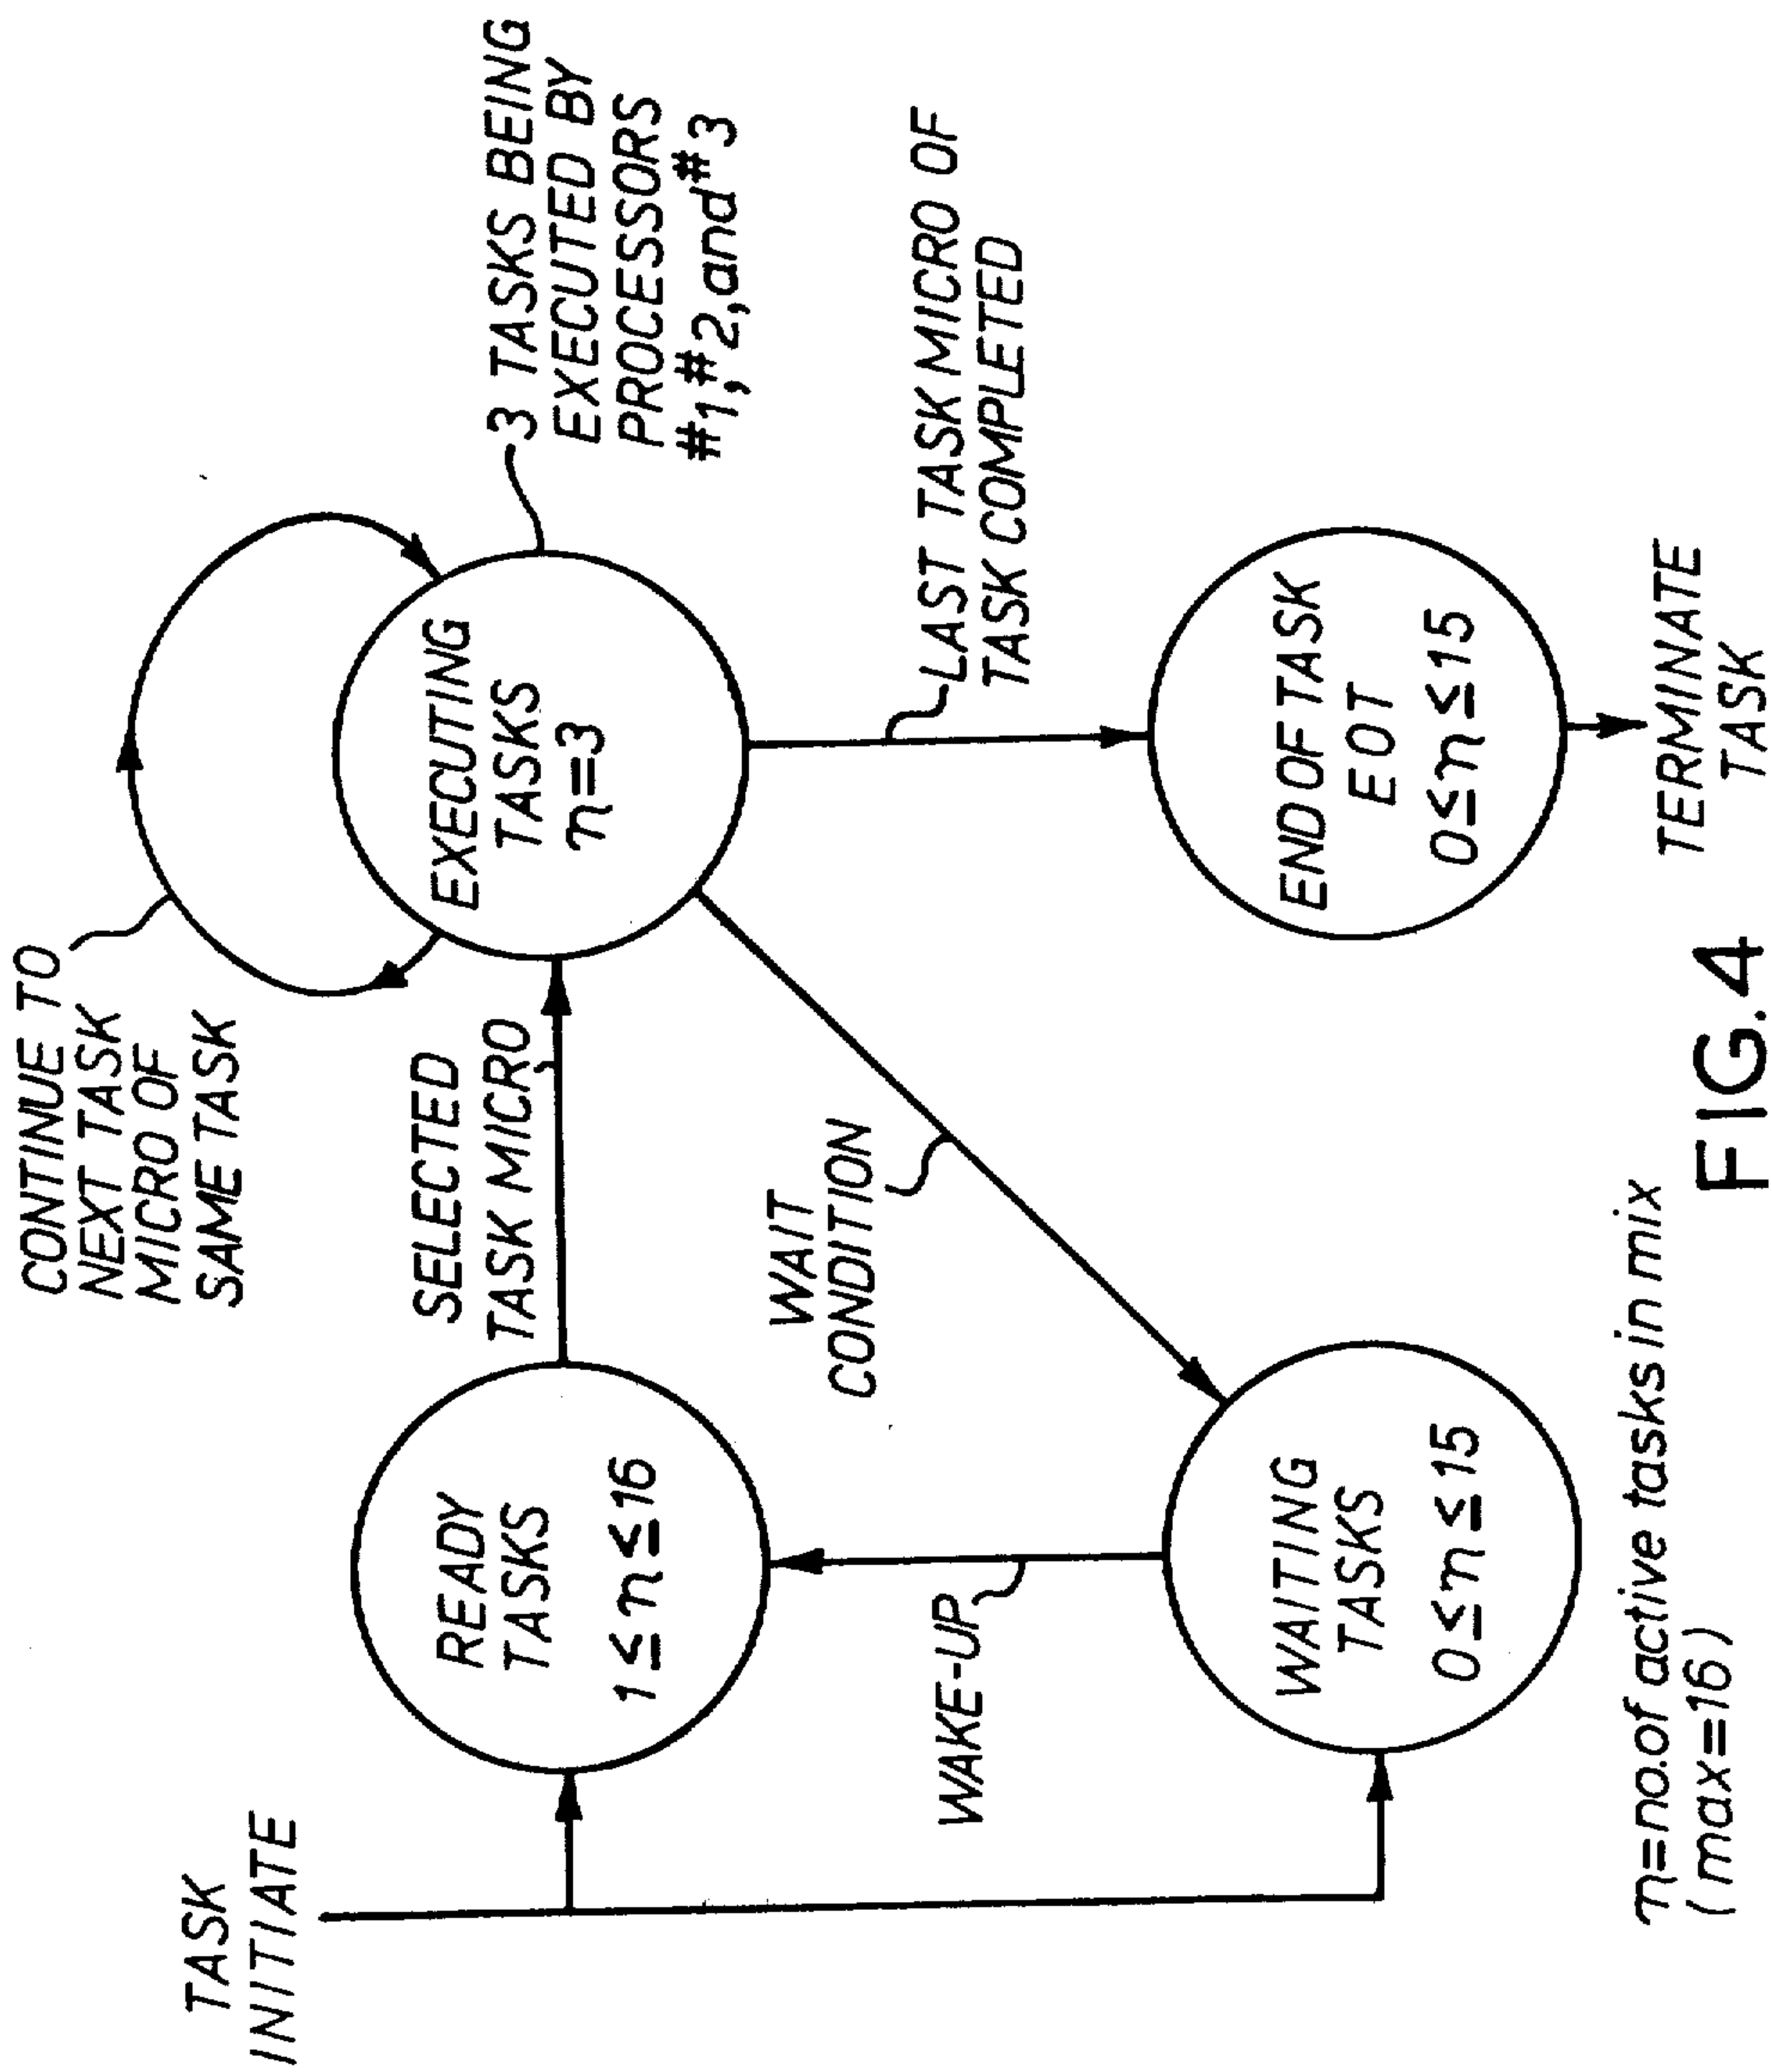 CONTINUE TO
NEXT TASK
MICRO OF
SAME TASK
TASK
INITIATE
READY
TASKS
1≤n≤16
SELECTED
TASK MICRO
EXECUTING
TASKS
n=3
3 TASKS BEING
EXECUTED BY
PROCESSORS
#1,#2,and#3
WAKE-UP
WAIT
CONDITION
LAST TASK MICRO OF
TASK COMPLETED
WAITING
TASKS
0≤n≤15
END OF TASK
EOT
0≤n≤15
TERMINATE
TASK
n=no.of active tasks in mix
(max=16)
FIG.4